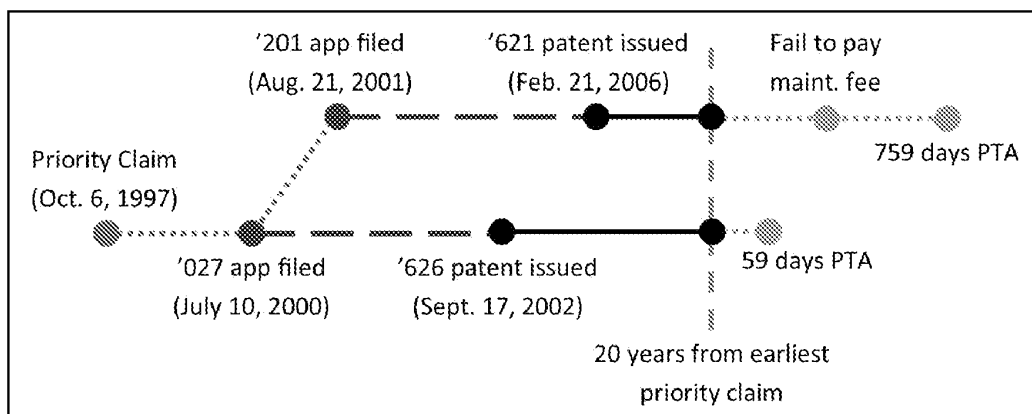 ’201 app filed
(Aug. 21, 2001)
’621 patent issued
(Feb. 21, 2006)
Fail to pay
maint. fee
759 days PTA
Priority Claim
(Oct. 6, 1997)
’027 app filed
(July 10, 2000)
’626 patent issued
(Sept. 17, 2002)
59 days PTA
20 years from earliest
priority claim